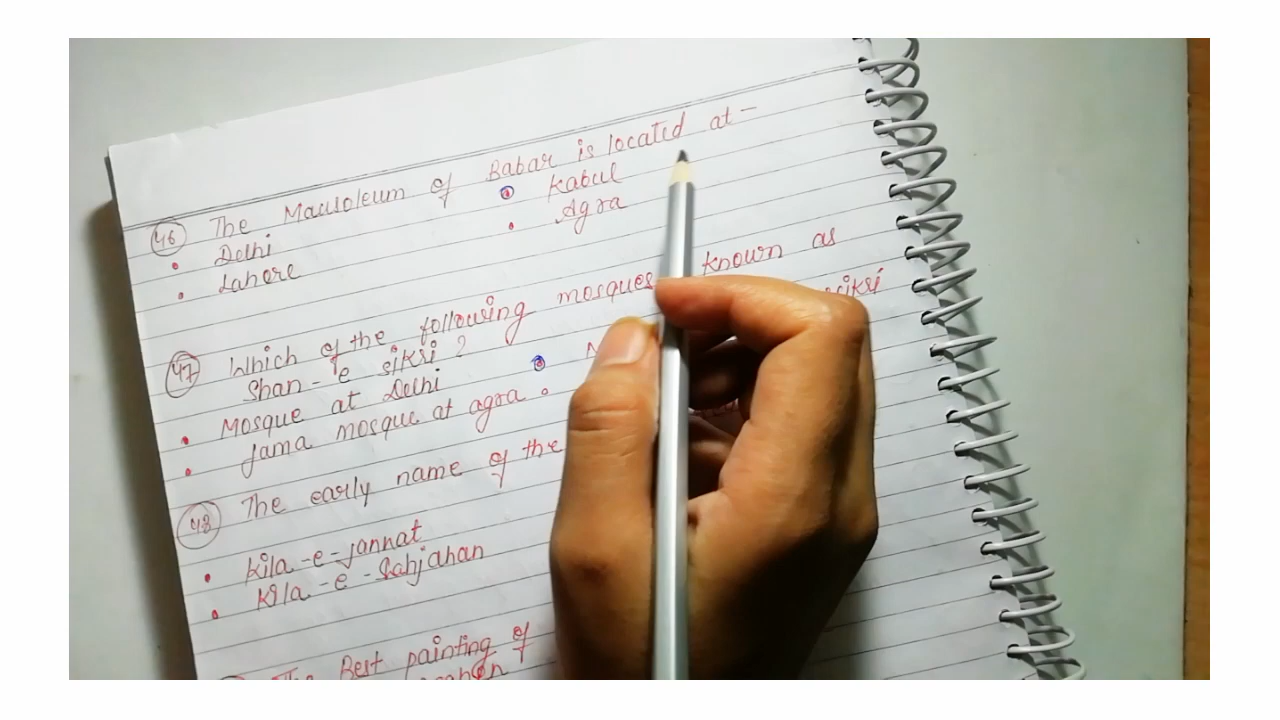 46 The Mausoleum of Babar is located at-
Delhi Kabul
Lahore Agra
47 Which of the following mosques known as
Shan-e sikri?
Mosque at Delhi
Jama mosque at agra
48 The early name of the
Kila-e-jannat
Kila-e-Sahjahan
The Best painting of